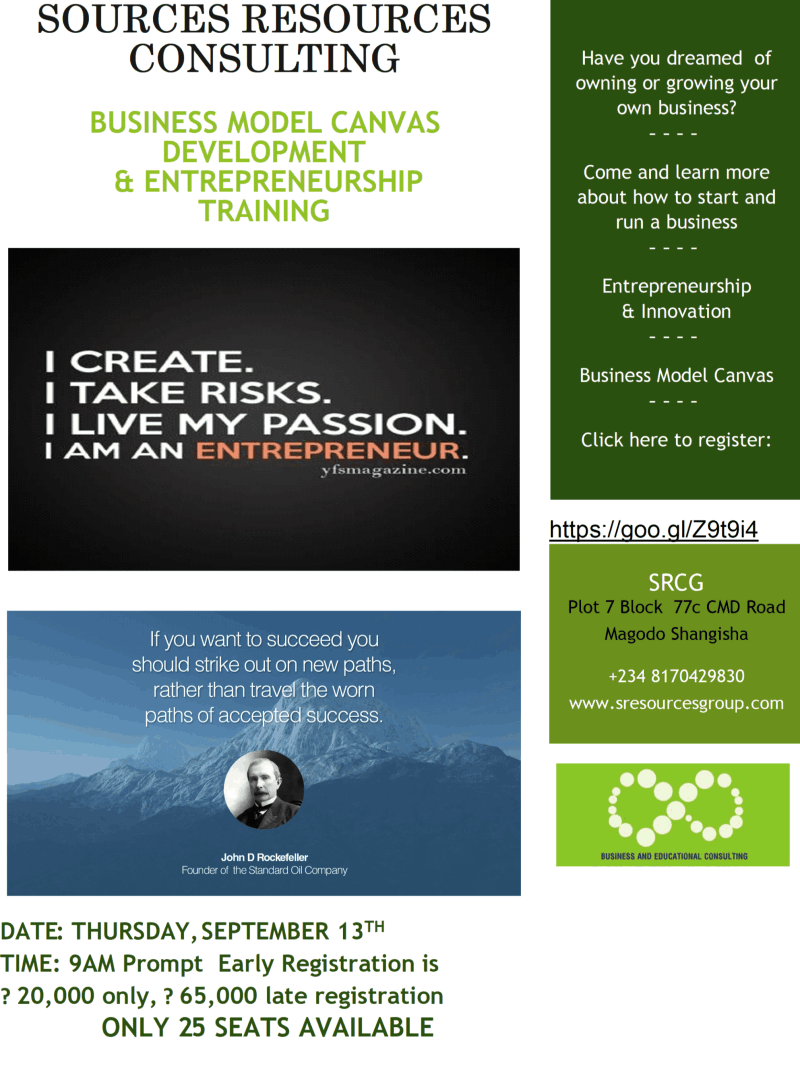 SOURCES RESOURCES
CONSULTING
BUSINESS MODEL CANVAS
DEVELOPMENT
& ENTREPRENEURSHIP
TRAINING
I CREATE.
I TAKE RISKS.
I LIVE MY PASSION.
I AM AN ENTREPRENEUR.
yfsmagazine.com
If you want to succeed you
should strike out on new paths,
rather than travel the worn
paths of accepted success.
John D Rockefeller
Founder of the Standard Oil Company
DATE: THURSDAY, SEPTEMBER 13TH
TIME: 9AM Prompt Early Registration is
? 20,000 only, ? 65,000 late registration
ONLY 25 SEATS AVAILABLE
Have you dreamed of
owning or growing your
own business?
- - - -
Come and learn more
about how to start and
run a business
- - - -
Entrepreneurship
& Innovation
- - - -
Business Model Canvas
- - - -
Click here to register:
https://goo.gl/Z9t9i4
SRCG
Plot 7 Block 77c CMD Road
Magodo Shangisha
+234 8170429830
www.sresourcesgroup.com
BUSINESS AND EDUCATIONAL CONSULTING